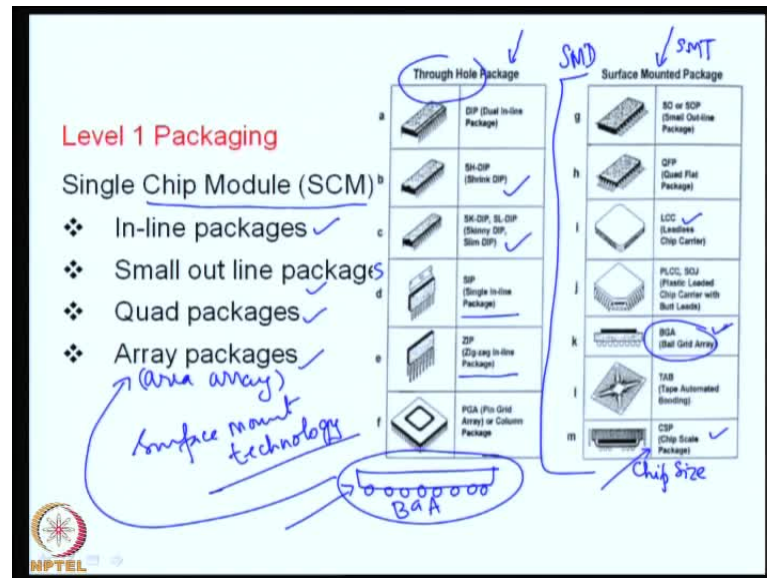 Level 1 Packaging
Single Chip Module (SCM)
❖ In-line packages
❖ Small out line packages
❖ Quad packages
❖ Array packages
(area array)
Surface mount
technology
Through Hole Package
a
DIP (Dual In-line
Package)
b
SH-DIP
(Shrink DIP)
c
SK-DIP, SL-DIP
(Skinny DIP,
Slim DIP)
d
SIP
(Single In-line
Package)
e
ZIP
(Zig-zag In-line
Package)
f
PGA (Pin Grid
Array) or Column
Package
BGA
SMD
SMT
Surface Mounted Package
g
SO or SOP
(Small Out-line
Package)
h
QFP
(Quad Flat
Package)
i
LCC
(Leadless
Chip Carrier)
j
PLCC, SOJ
(Plastic Leaded
Chip Carrier with
Butt Leads)
k
BGA
(Ball Grid Array)
l
TAB
(Tape Automated
Bonding)
m
CSP
(Chip Scale
Package)
Chip Size
NPTEL